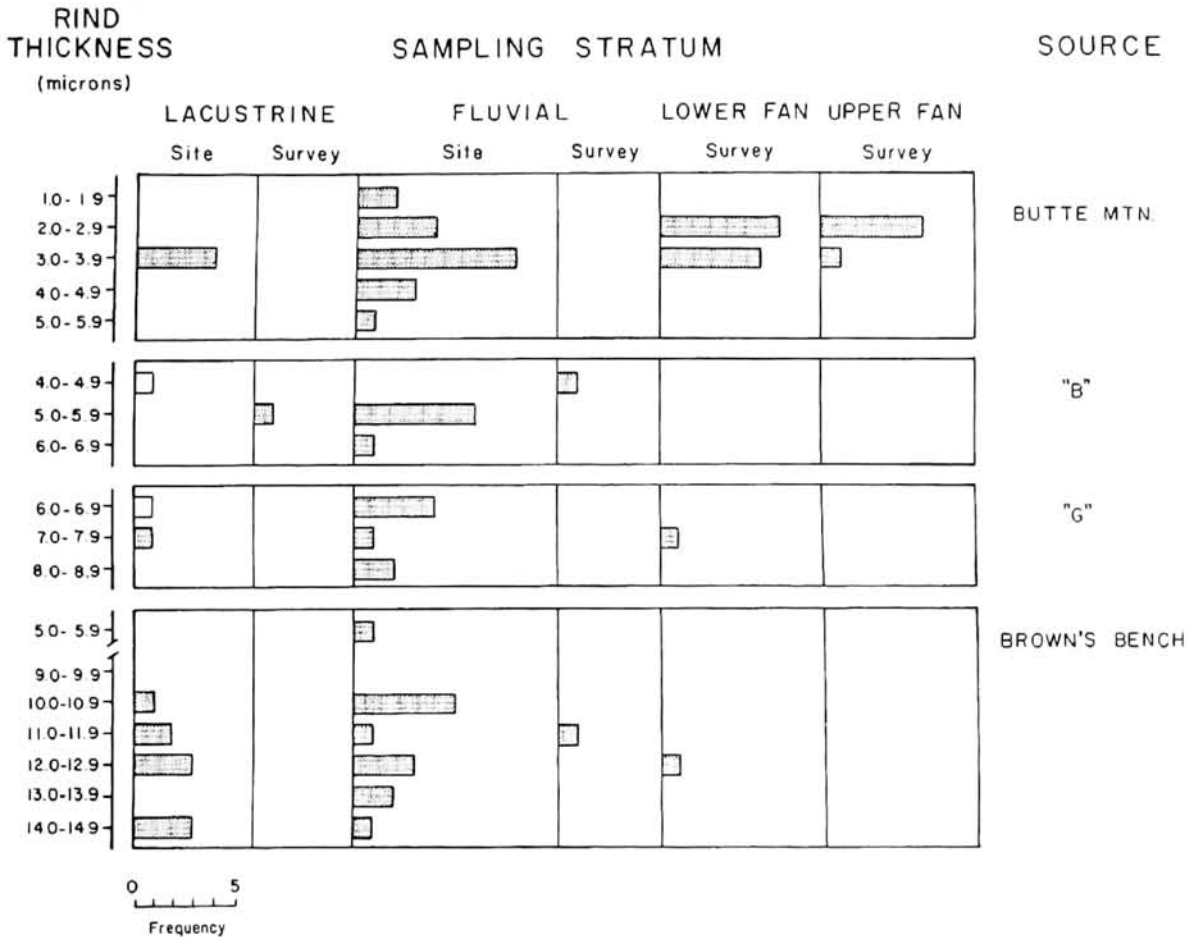 RIND
THICKNESS
(microns)
SAMPLING STRATUM
SOURCE
LACUSTRINE
FLUVIAL
LOWER FAN
UPPER FAN
Site
Survey
Site
Survey
Survey
Survey
1.0-1.9
2.0-2.9
3.0-3.9
4.0-4.9
5.0-5.9
BUTTE MTN.
4.0-4.9
5.0-5.9
6.0-6.9
"B"
6.0-6.9
7.0-7.9
8.0-8.9
"G"
5.0-5.9
9.0-9.9
10.0-10.9
11.0-11.9
12.0-12.9
13.0-13.9
14.0-14.9
BROWN'S BENCH
0 5
Frequency